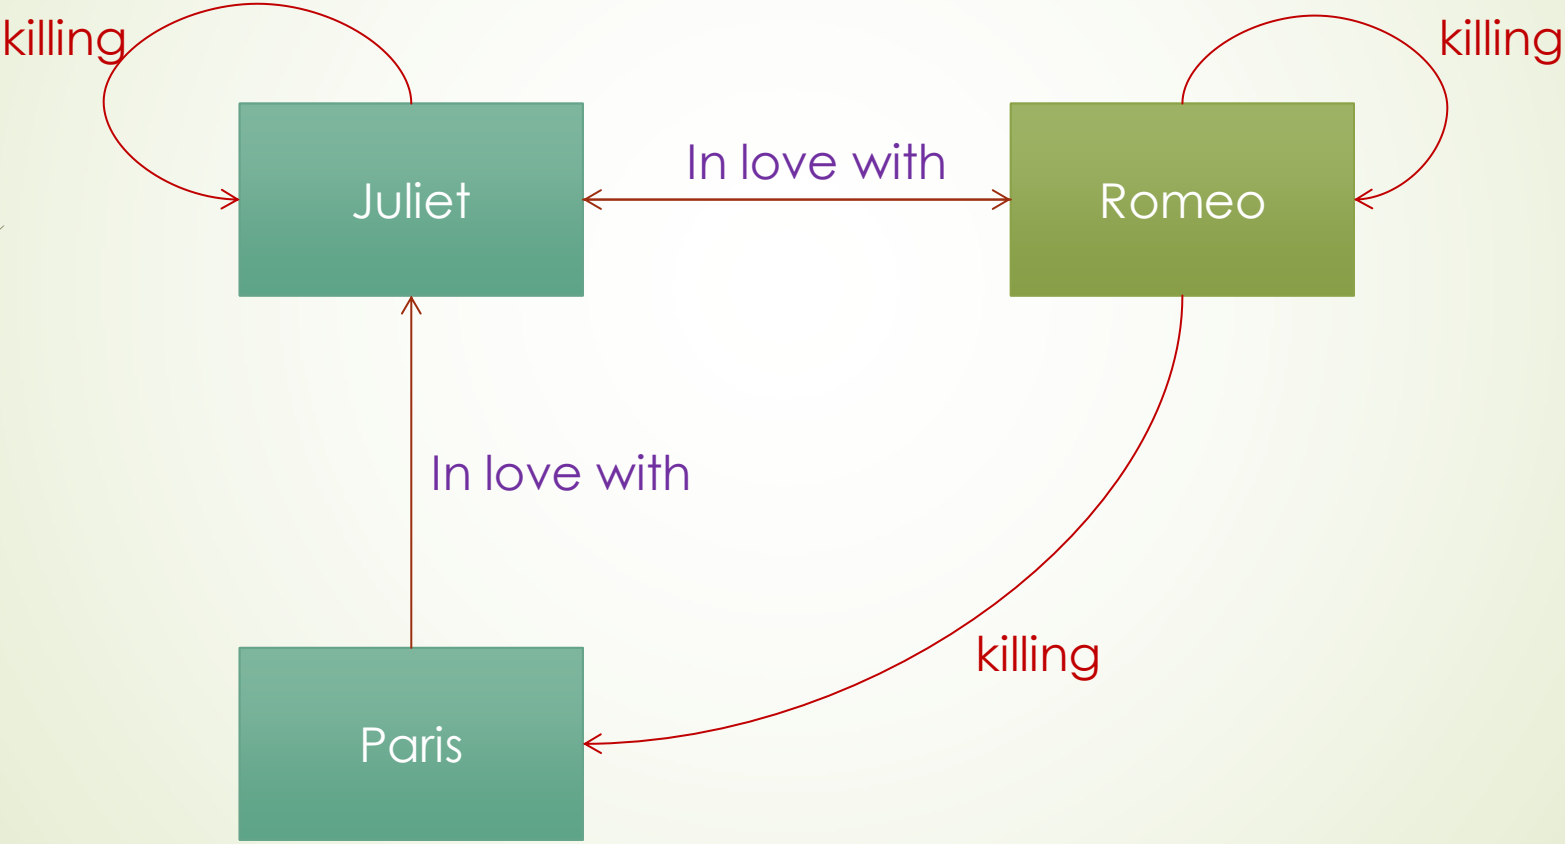 killing
killing
In love with
Juliet
Romeo
In love with
killing
Paris